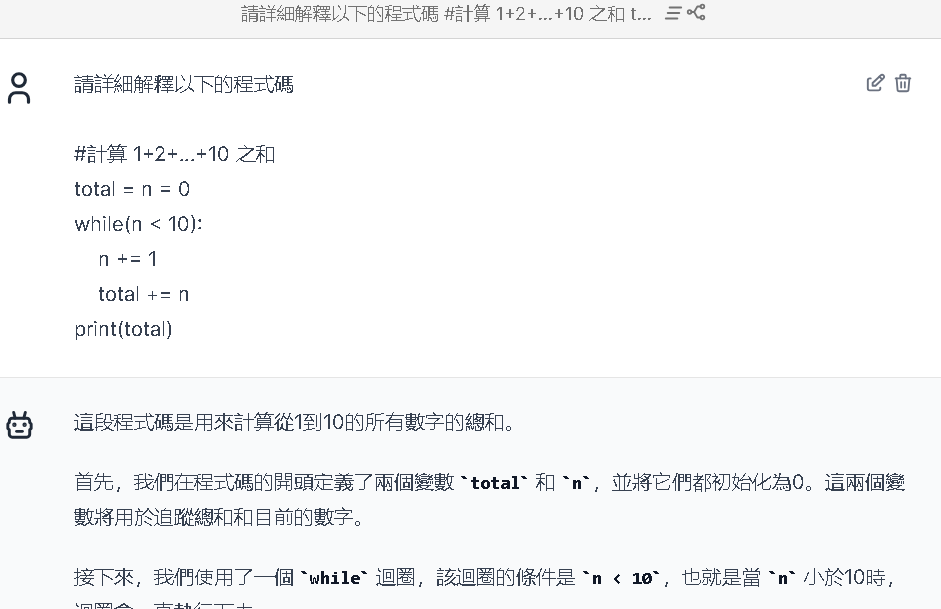 請詳細解釋以下的程式碼 #計算 1+2+...+10 之和 t...
請詳細解釋以下的程式碼
#計算 1+2+...+10 之和
total = n = 0
while(n < 10):
n += 1
total += n
print(total)
這段程式碼是用來計算從1到10的所有數字的總和。
首先，我們在程式碼的開頭定義了兩個變數 `total` 和 `n`，並將它們都初始化為0。這兩個變
數將用於追蹤總和和目前的數字。
接下來，我們使用了一個 `while` 迴圈，該迴圈的條件是 `n < 10`，也就是當 `n` 小於10時，